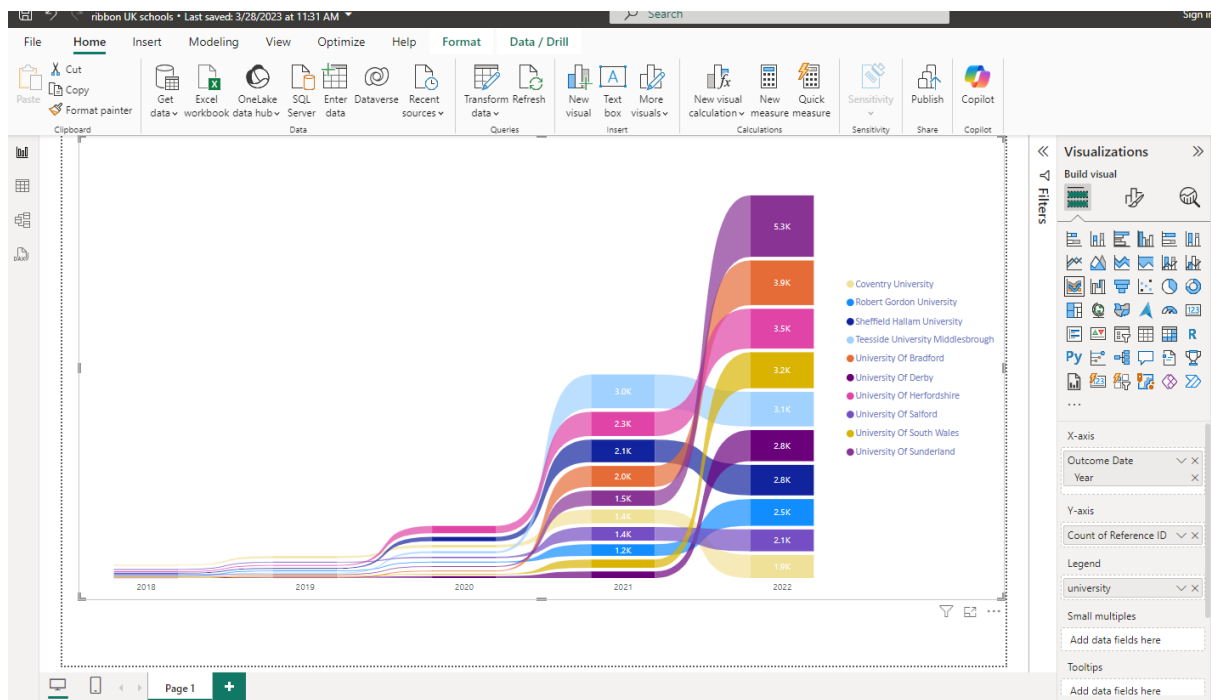 ribbon UK schools • Last saved: 3/28/2023 at 11:31 AM
Search
Sign in
File Home Insert Modeling View Optimize Help Format Data / Drill
Paste
Cut
Copy
Format painter
Clipboard
Get data
Excel workbook
OneLake data hub
SQL Server
Enter data
Dataverse
Recent sources
Data
Transform data
Refresh
Queries
New visual
Text box
More visuals
Insert
New visual calculation
New measure
Quick measure
Calculations
Sensitivity
Sensitivity
Publish
Share
Copilot
Copilot
5.3K
3.9K
3.5K
3.2K
3.1K
2.8K
2.8K
2.5K
2.1K
1.9K
3.0K
2.3K
2.1K
2.0K
1.5K
1.4K
1.4K
1.2K
2018 2019 2020 2021 2022
Coventry University
Robert Gordon University
Sheffield Hallam University
Teesside University Middlesbrough
University Of Bradford
University Of Derby
University Of Herfordshire
University Of Salford
University Of South Wales
University Of Sunderland
Filters
Visualizations
Build visual
123
R
Py
123
...
X-axis
Outcome Date
Year
Y-axis
Count of Reference ID
Legend
university
Small multiples
Add data fields here
Tooltips
Add data fields here
Page 1